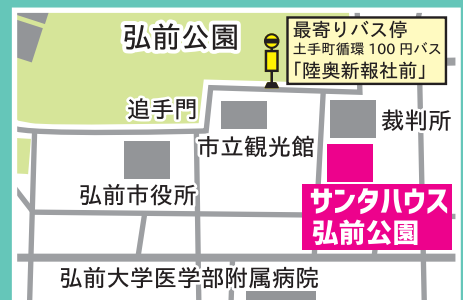 弘前公園
最寄りバス停
土手町循環100円バス
「陸奥新報社前」
追手門
裁判所
市立観光館
弘前市役所
サンタハウス
弘前公園
弘前大学医学部附属病院